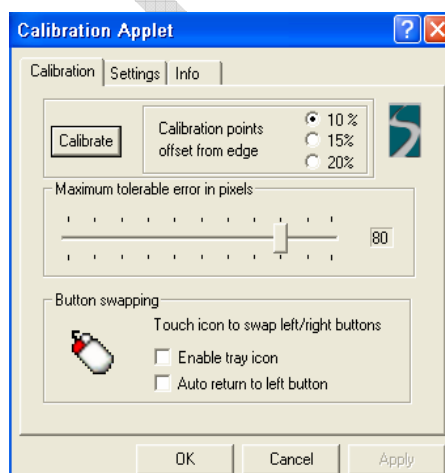 Calibration Applet
Calibration Settings Info
Calibrate
Calibration points
offset from edge
10 %
15%
20%
Maximum tolerable error in pixels
80
Button swapping
Touch icon to swap left/right buttons
Enable tray icon
Auto return to left button
OK Cancel Apply